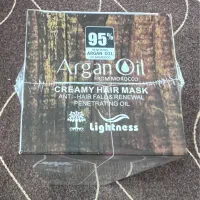 95%
ARGAN OIL
Argan Oil
FROM MOROCCO
CREAMY HAIR MASK
ANTI-HAIR FALL & RENEWAL
PENETRATING OIL
Lightness